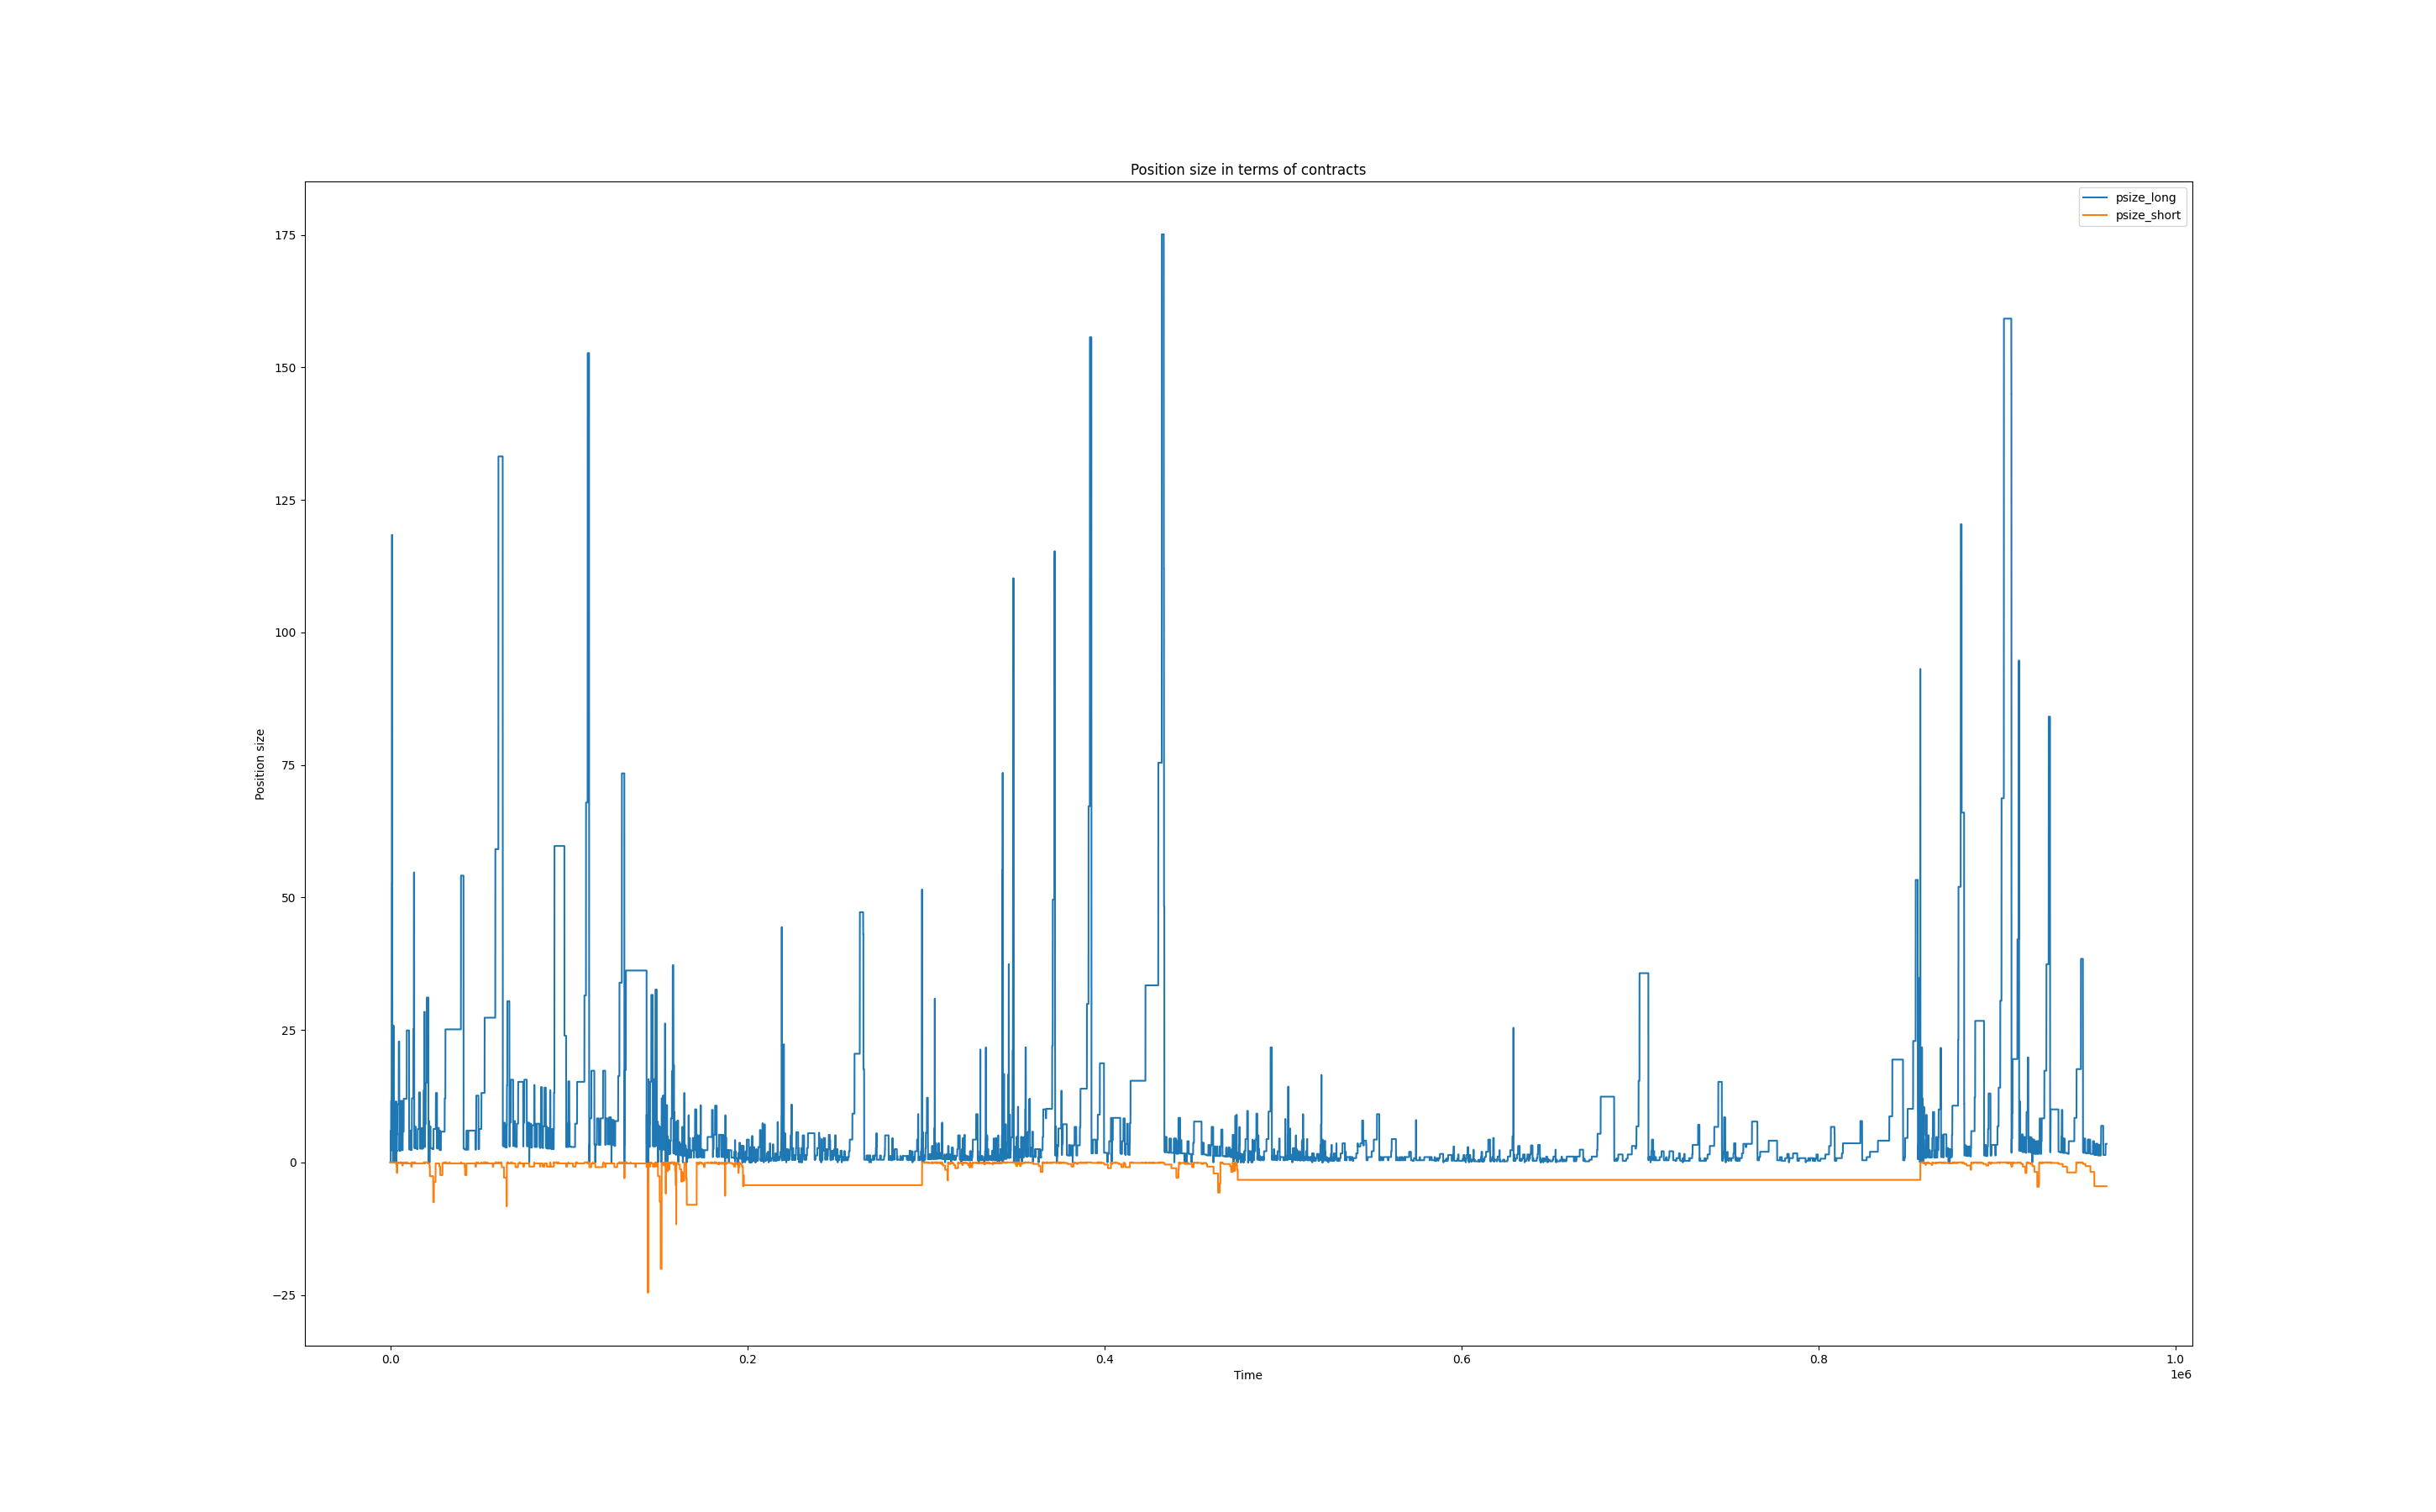 Position size in terms of contracts
psize_long
psize_short
175
150
125
100
75
50
25
0
−25
Position size
0.0
0.2
0.4
0.6
0.8
1.0
Time
1e6